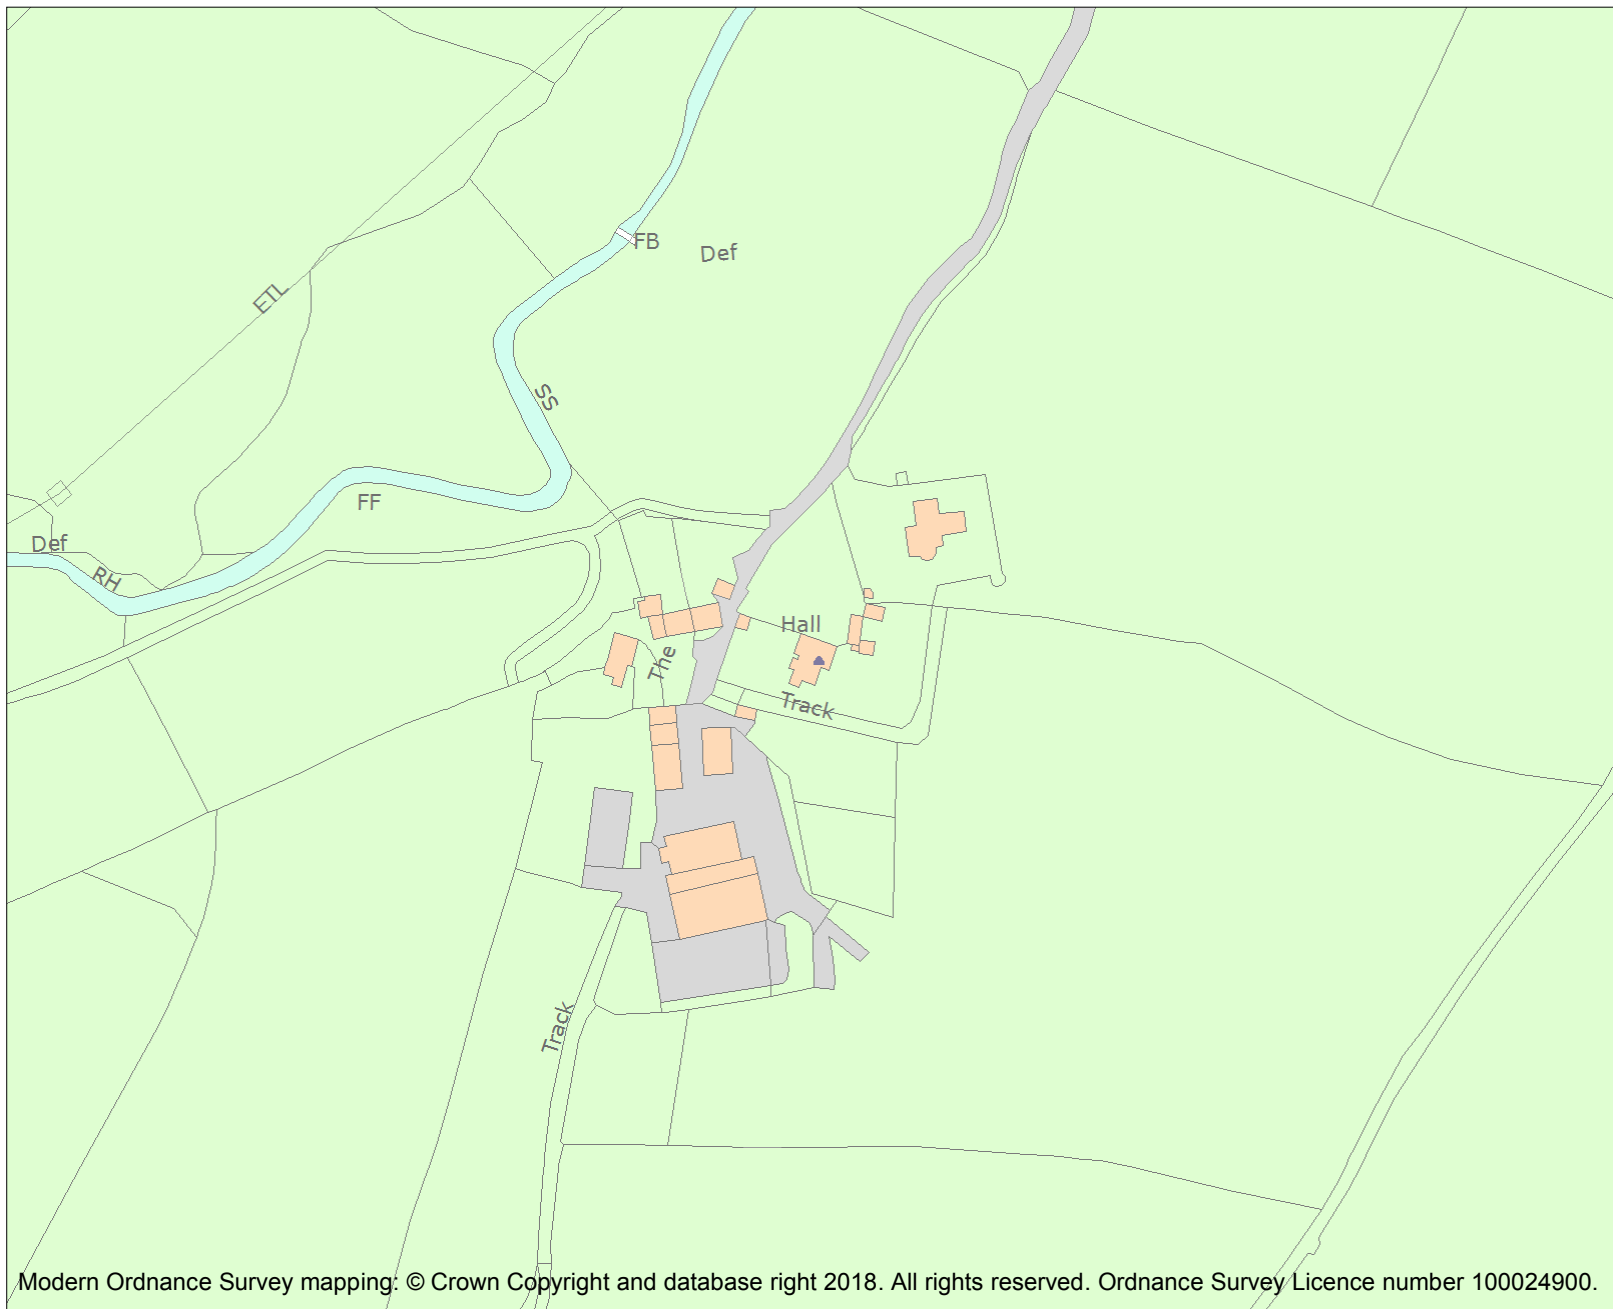 FB
Def
ETL
SS
FF
Def
RH
Hall
The
Track
Track
Modern Ordnance Survey mapping: © Crown Copyright and database right 2018. All rights reserved. Ordnance Survey Licence number 100024900.